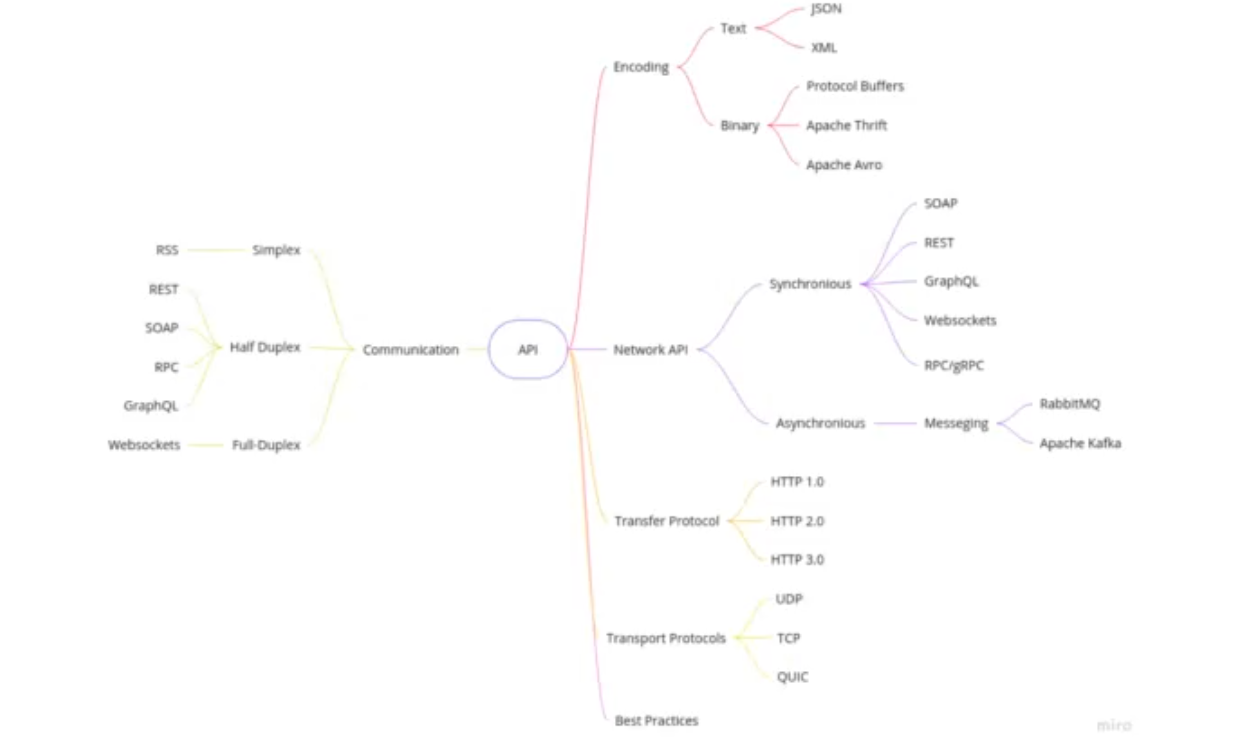 JSON
Text
XML
Encoding
Protocol Buffers
Binary
Apache Thrift
Apache Avro
SOAP
REST
Synchronious
GraphQL
Websockets
RPC/gRPC
Network API
Asynchronious
Messeging
RabbitMQ
Apache Kafka
API
Communication
Simplex
RSS
Half Duplex
REST
SOAP
RPC
GraphQL
Full-Duplex
Websockets
Transfer Protocol
HTTP 1.0
HTTP 2.0
HTTP 3.0
Transport Protocols
UDP
TCP
QUIC
Best Practices
miro